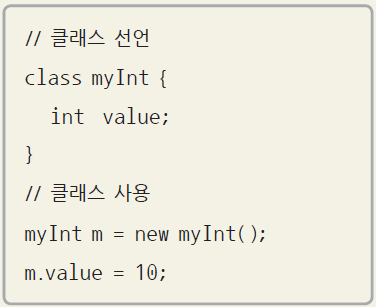 // 클래스 선언
class myInt {
int value;
}
// 클래스 사용
myInt m = new myInt();
m.value = 10;